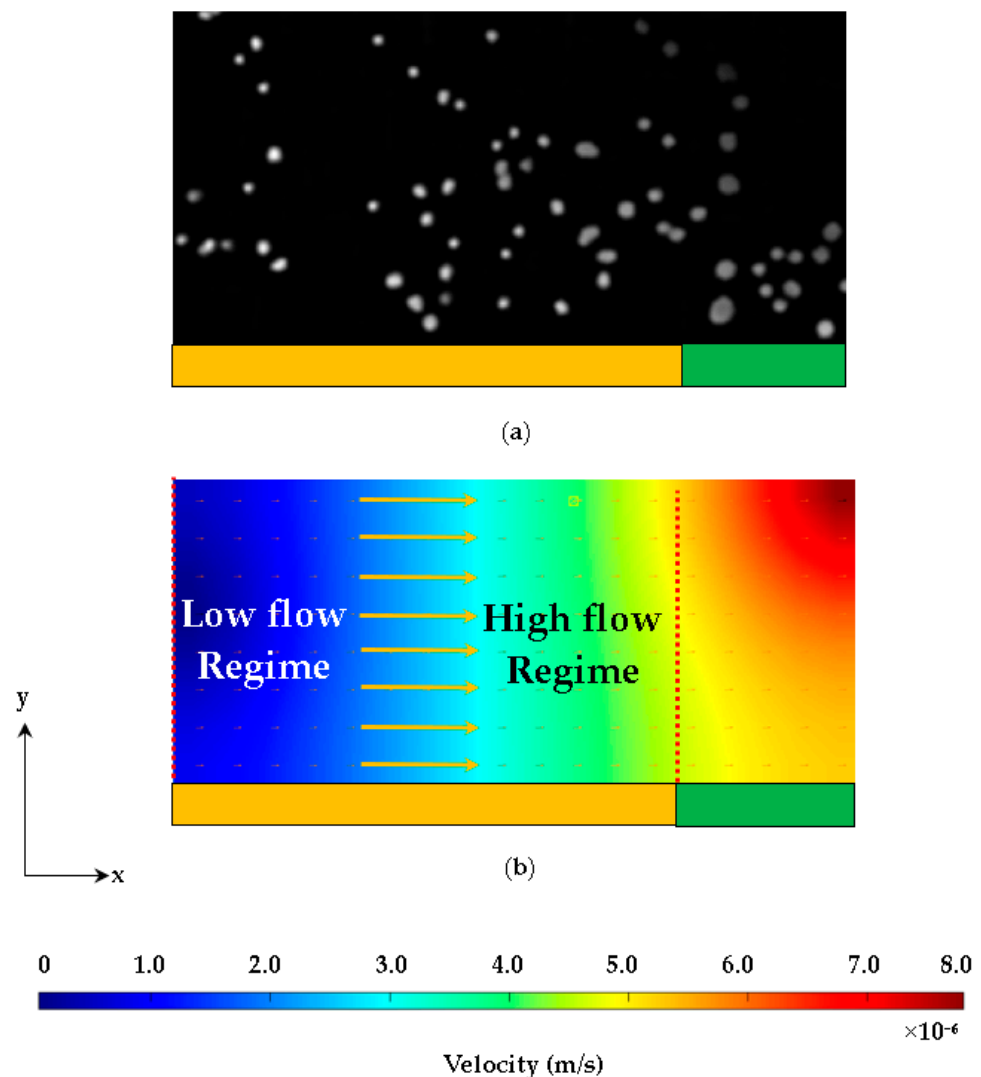 (a)
Low flow
Regime
High flow
Regime
y
x
(b)
0 1.0 2.0 3.0 4.0 5.0 6.0 7.0 8.0
×10⁻⁶
Velocity (m/s)